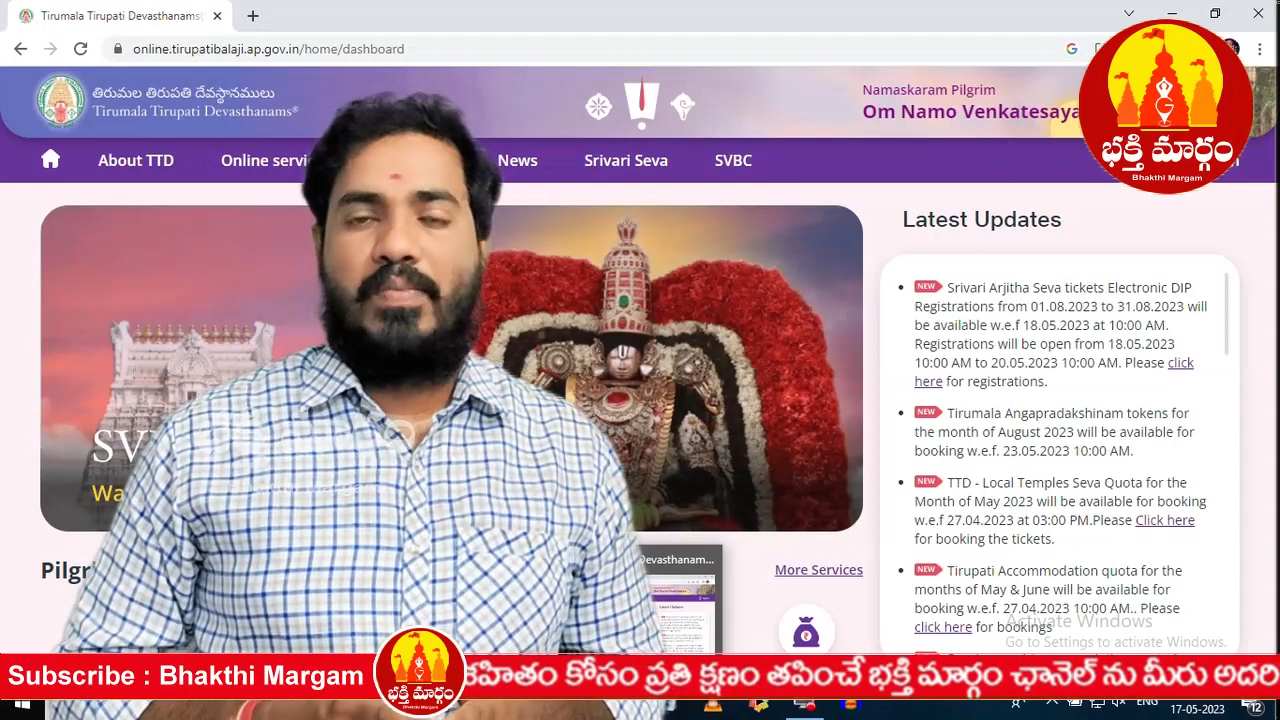 Tirumala Tirupati Devasthanams
online.tirupatibalaji.ap.gov.in/home/dashboard
తిరుమల తిరుపతి దేవస్థానములు
Tirumala Tirupati Devasthanams®
Namaskaram Pilgrim
Om Namo Venkatesaya
భక్తి మార్గం
Bhakthi Margam
About TTD
News
Srivari Seva
SVBC
Latest Updates
NEW Srivari Arjitha Seva tickets Electronic DIP
Registrations from 01.08.2023 to 31.08.2023 will
be available w.e.f 18.05.2023 at 10:00 AM.
Registrations will be open from 18.05.2023
10:00 AM to 20.05.2023 10:00 AM. Please click
here for registrations.
NEW Tirumala Angapradakshinam tokens for
the month of August 2023 will be available for
booking w.e.f. 23.05.2023 10:00 AM.
NEW TTD - Local Temples Seva Quota for the
Month of May 2023 will be available for booking
w.e.f 27.04.2023 at 03:00 PM.Please Click here
for booking the tickets.
NEW Tirupati Accommodation quota for the
months of May & June will be available for
booking w.e.f. 27.04.2023 10:00 AM.. Please
click here for bookings
SV
Wa
Pilgr
Devasthanam...
More Services
Activate Windows
Go to Settings to activate Windows.
Subscribe : Bhakthi Margam
భక్తి మార్గం
Bhakthi Margam
హితం కోసం ప్రతి క్షణం తపించే భక్తి మార్గం ఛానెల్ ను మీరు అదరి
ENG
17-05-2023
12